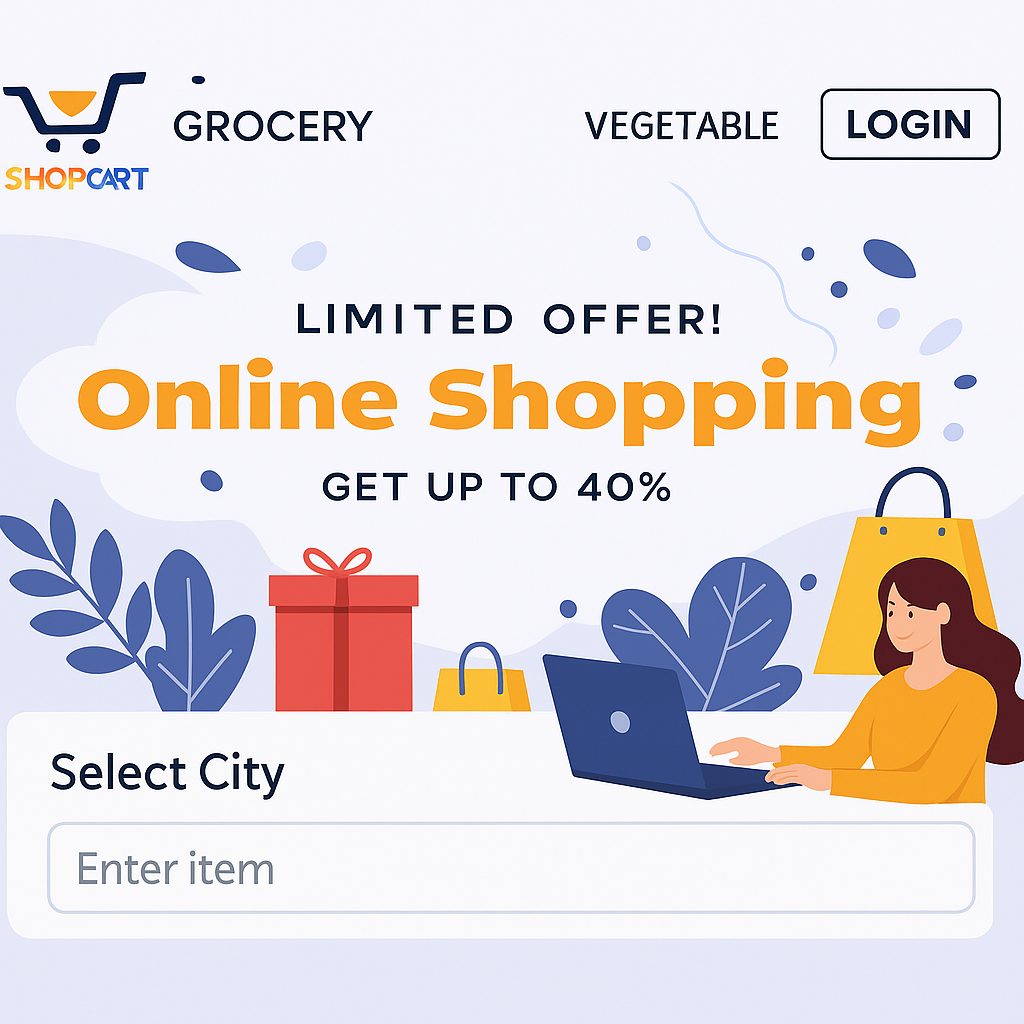 GROCERY
VEGETABLE
LOGIN
SHOPCART
LIMITED OFFER!
Online Shopping
GET UP TO 40%
Select City
Enter item